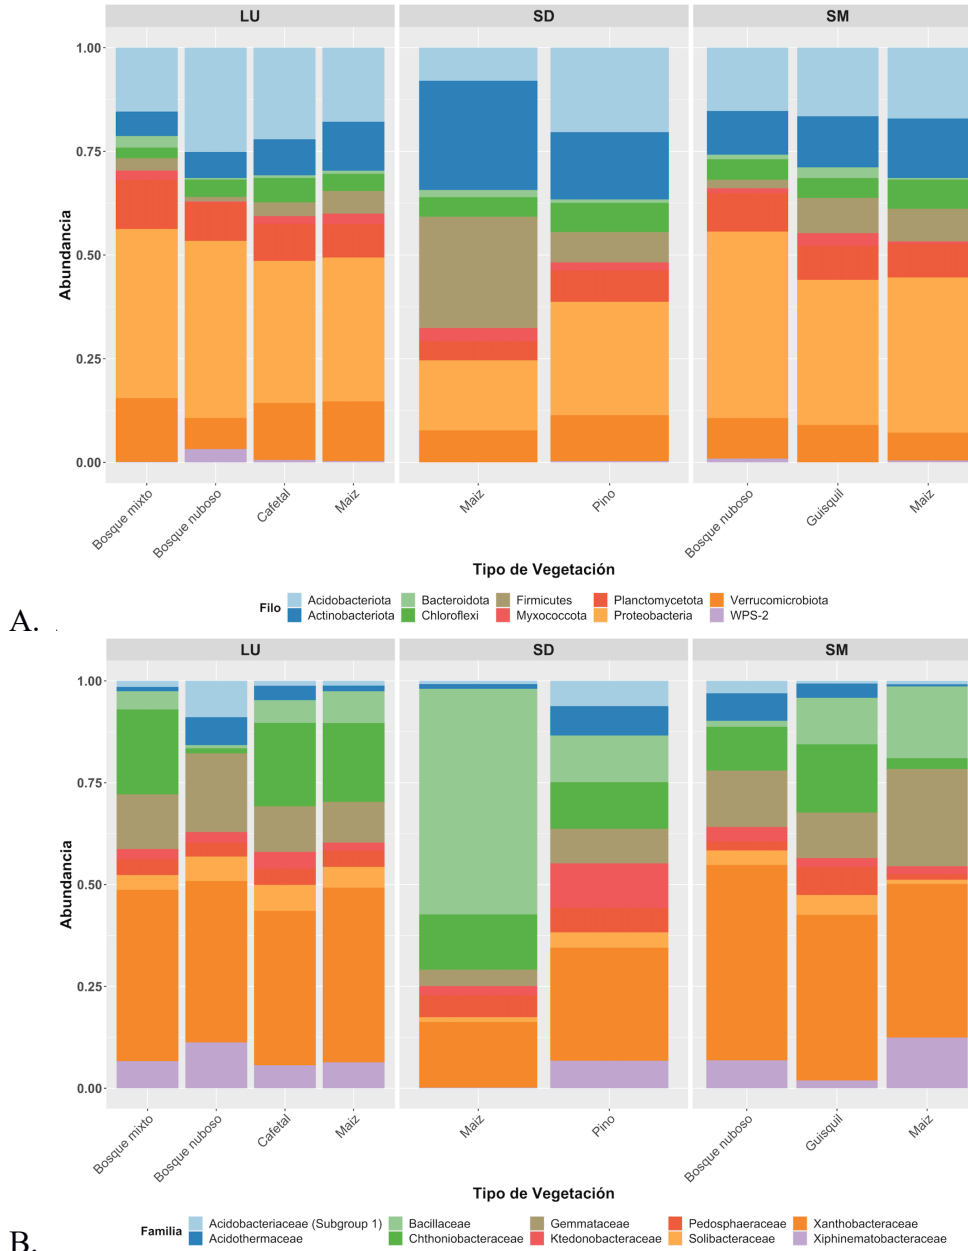 LU SD SM
1.00
0.75
0.50
0.25
0.00
Abundancia
Bosque mixto Bosque nuboso Cafetal Maiz Maiz Pino Bosque nuboso Guisquil Maiz
Tipo de Vegetación
Filo Acidobacteriota Bacteroidota Firmicutes Planctomycetota Verrucomicrobiota
Actinobacteriota Chloroflexi Myxococcota Proteobacteria WPS-2
A.
LU SD SM
1.00
0.75
0.50
0.25
0.00
Abundancia
Bosque mixto Bosque nuboso Cafetal Maiz Maiz Pino Bosque nuboso Guisquil Maiz
Tipo de Vegetación
Familia Acidobacteriaceae (Subgroup 1) Bacillaceae Gemmataceae Pedosphaeraceae Xanthobacteraceae
Acidothermaceae Chthoniobacteraceae Ktedonobacteraceae Solibacteraceae Xiphinematobacteraceae
B.